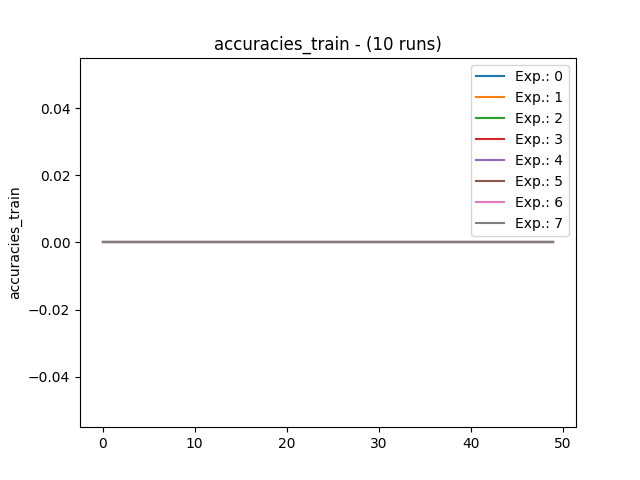 accuracies_train - (10 runs)
Exp.: 0
Exp.: 1
Exp.: 2
Exp.: 3
Exp.: 4
Exp.: 5
Exp.: 6
Exp.: 7
accuracies_train
0.04
0.02
0.00
−0.02
−0.04
0 10 20 30 40 50